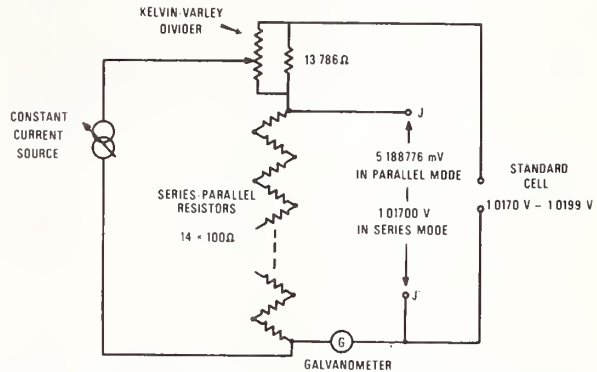 KELVIN-VARLEY
DIVIDER
13 786Ω
CONSTANT
CURRENT
SOURCE
J
5 188776 mV
IN PARALLEL MODE
SERIES-PARALLEL
RESISTORS
14 × 100Ω
1 01700 V
IN SERIES MODE
STANDARD
CELL
1 0170 V - 1 0199 V
J'
G
GALVANOMETER